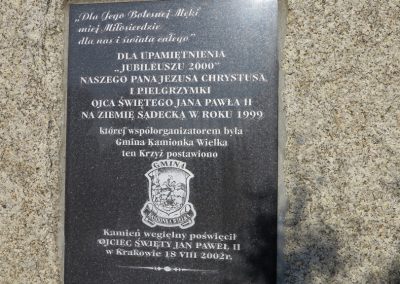 „Dla Jego Bolesnej Męki
miej Miłosierdzie
dla nas i świata całego”
DLA UPAMIĘTNIENIA
„JUBILEUSZU 2000”
NASZEGO PANA JEZUSA CHRYSTUSA
I PIELGRZYMKI
OJCA ŚWIĘTEGO JANA PAWŁA II
NA ZIEMIĘ SĄDECKĄ W ROKU 1999
której współorganizatorem była
Gmina Kamionka Wielka
ten Krzyż postawiono
GMINA
KAMIONKA WIELKA
Kamień węgielny poświęcił
OJCIEC ŚWIĘTY JAN PAWEŁ II
w Krakowie 18 VIII 2002r.